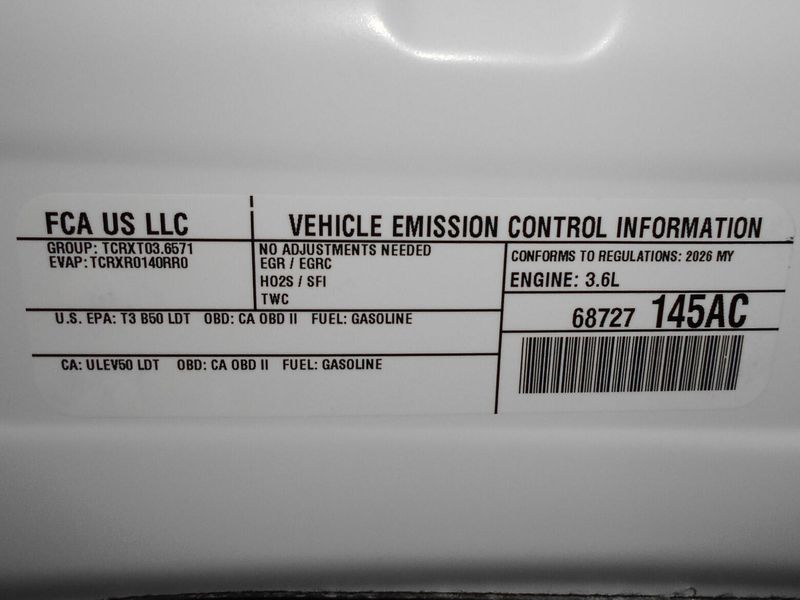 FCA US LLC
VEHICLE EMISSION CONTROL INFORMATION
GROUP: TCRXT03.6571
EVAP: TCRXR0140RR0
NO ADJUSTMENTS NEEDED
EGR / EGRC
HO2S / SFI
TWC
CONFORMS TO REGULATIONS: 2026 MY
ENGINE: 3.6L
68727 145AC
U.S. EPA: T3 B50 LDT OBD: CA OBD II FUEL: GASOLINE
CA: ULEV50 LDT OBD: CA OBD II FUEL: GASOLINE